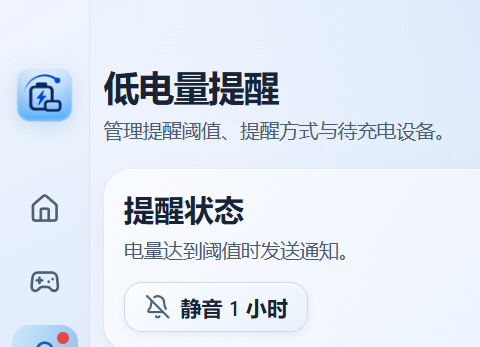 低电量提醒
管理提醒阈值、提醒方式与待充电设备。
提醒状态
电量达到阈值时发送通知。
静音 1 小时